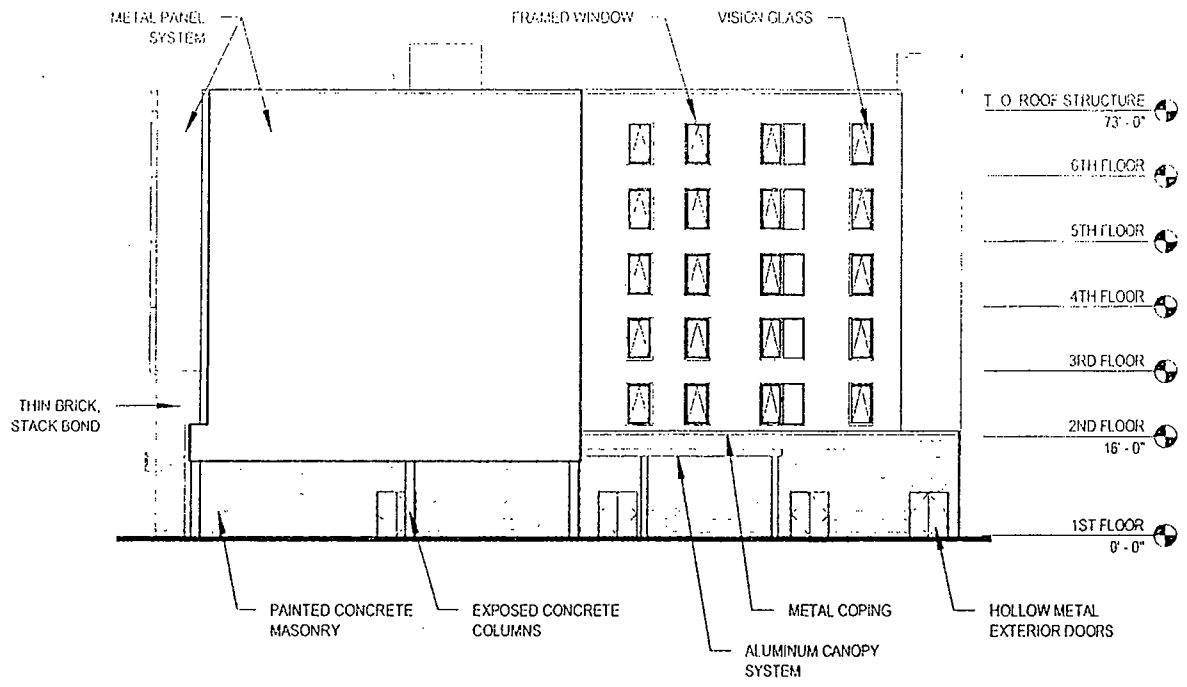 METAL PANEL
SYSTEM
FRAMED WINDOW
VISION GLASS
T O ROOF STRUCTURE
73' - 0"
6TH FLOOR
5TH FLOOR
4TH FLOOR
3RD FLOOR
THIN BRICK,
STACK BOND
2ND FLOOR
16' - 0"
1ST FLOOR
0' - 0"
PAINTED CONCRETE
MASONRY
EXPOSED CONCRETE
COLUMNS
METAL COPING
HOLLOW METAL
EXTERIOR DOORS
ALUMINUM CANOPY
SYSTEM